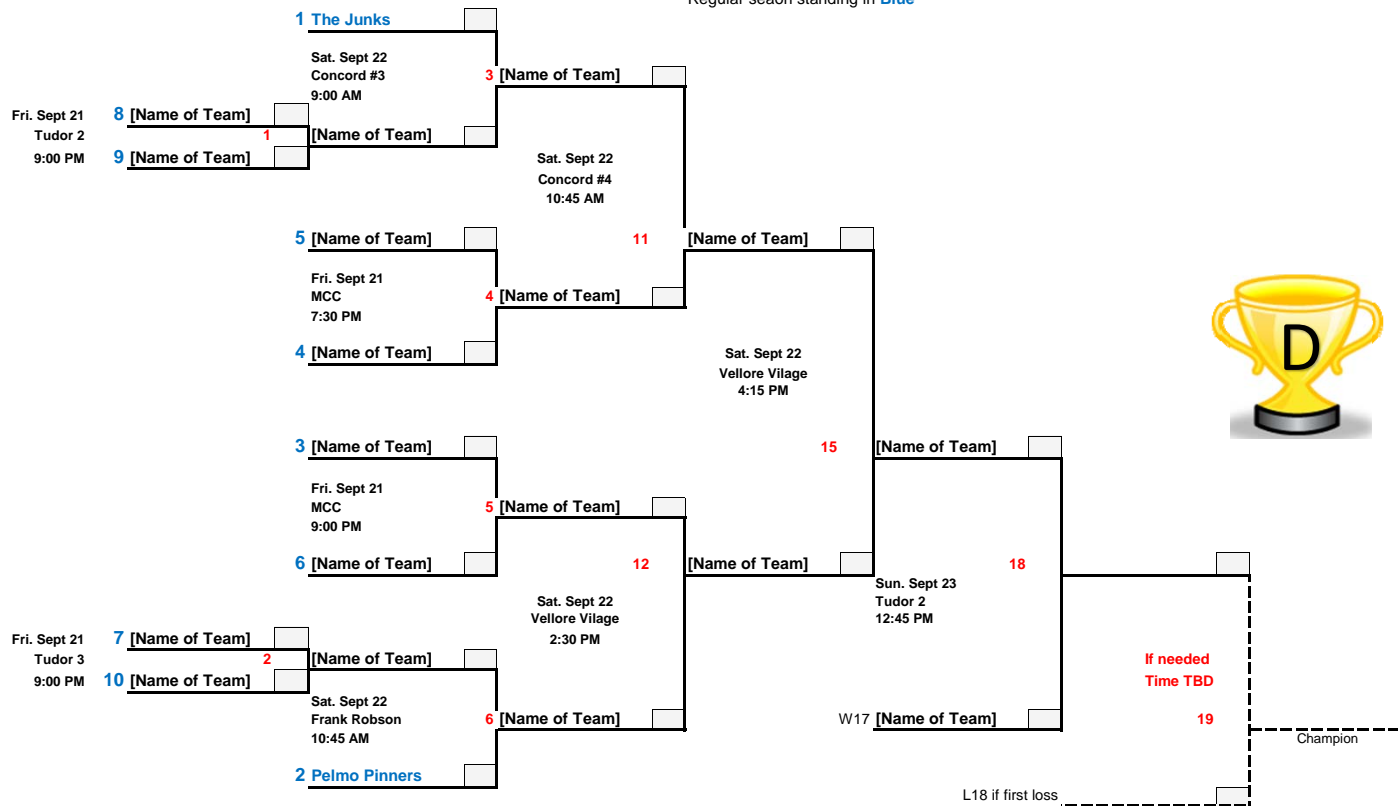 Regular seaon standing in Blue
1 The Junks
Sat. Sept 22
Concord #3
9:00 AM
3 [Name of Team]
Fri. Sept 21
Tudor 2
9:00 PM
8 [Name of Team]
1
9 [Name of Team]
[Name of Team]
Sat. Sept 22
Concord #4
10:45 AM
5 [Name of Team]
Fri. Sept 21
MCC
7:30 PM
4 [Name of Team]
4 [Name of Team]
11
[Name of Team]
Sat. Sept 22
Vellore Vilage
4:15 PM
D
3 [Name of Team]
Fri. Sept 21
MCC
9:00 PM
5 [Name of Team]
6 [Name of Team]
12
[Name of Team]
15
[Name of Team]
Sat. Sept 22
Vellore Vilage
2:30 PM
Sun. Sept 23
Tudor 2
12:45 PM
18
Fri. Sept 21
Tudor 3
9:00 PM
7 [Name of Team]
2
10 [Name of Team]
[Name of Team]
Sat. Sept 22
Frank Robson
10:45 AM
6 [Name of Team]
2 Pelmo Pinners
W17 [Name of Team]
If needed
Time TBD
19
Champion
L18 if first loss